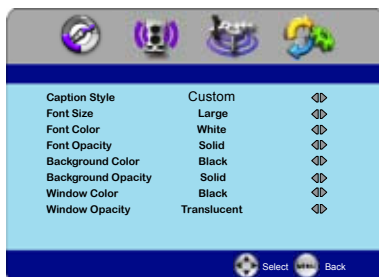 Caption Style Custom
Font Size Large
Font Color White
Font Opacity Solid
Background Color Black
Background Opacity Solid
Window Color Black
Window Opacity Translucent
Select MENU Back